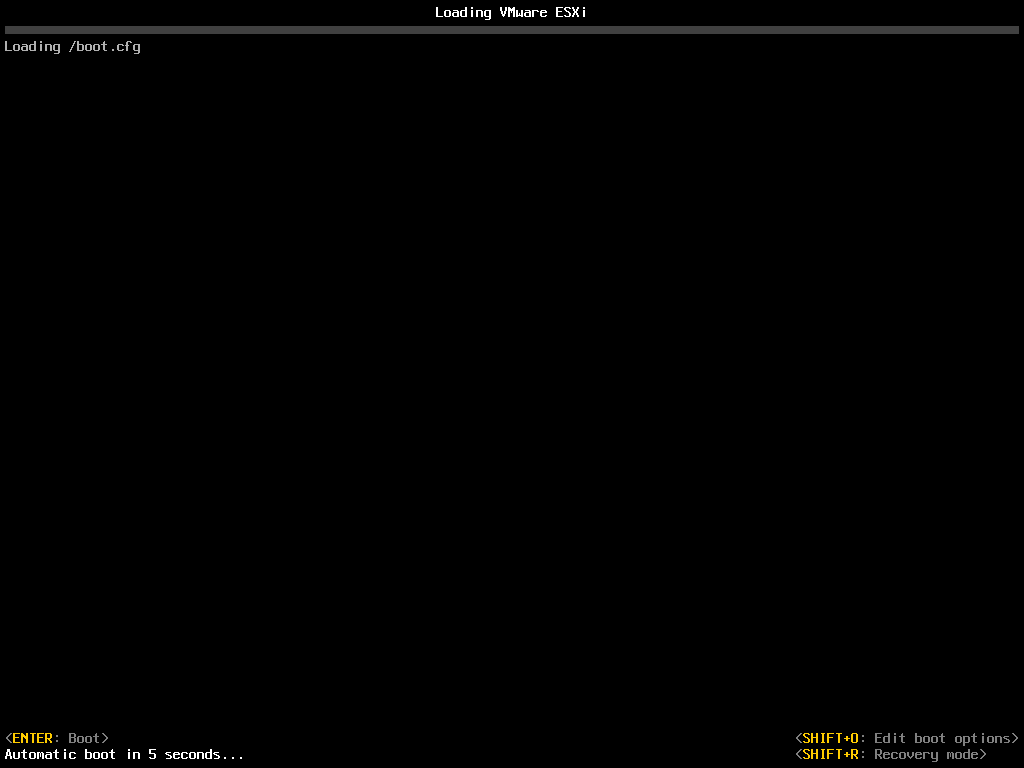 Loading VMware ESXi
Loading /boot.cfg
<ENTER: Boot>
<SHIFT+O: Edit boot options>
Automatic boot in 5 seconds...
<SHIFT+R: Recovery mode>